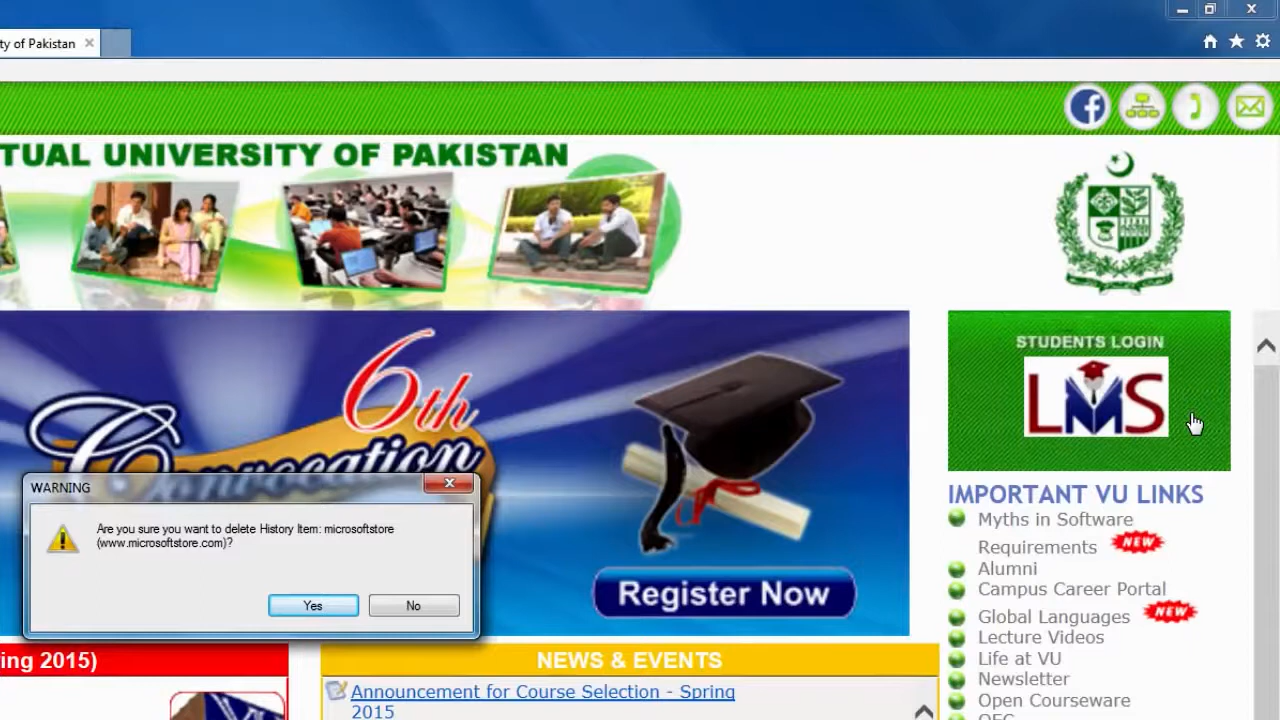 ty of Pakistan
TUAL UNIVERSITY OF PAKISTAN
6th
Convocation
Register Now
STUDENTS LOGIN
LMS
IMPORTANT VU LINKS
Myths in Software
Requirements NEW
Alumni
Campus Career Portal
Global Languages NEW
Lecture Videos
Life at VU
Newsletter
Open Courseware
WARNING
Are you sure you want to delete History Item: microsoftstore
(www.microsoftstore.com)?
Yes No
ing 2015)
NEWS & EVENTS
Announcement for Course Selection - Spring
2015